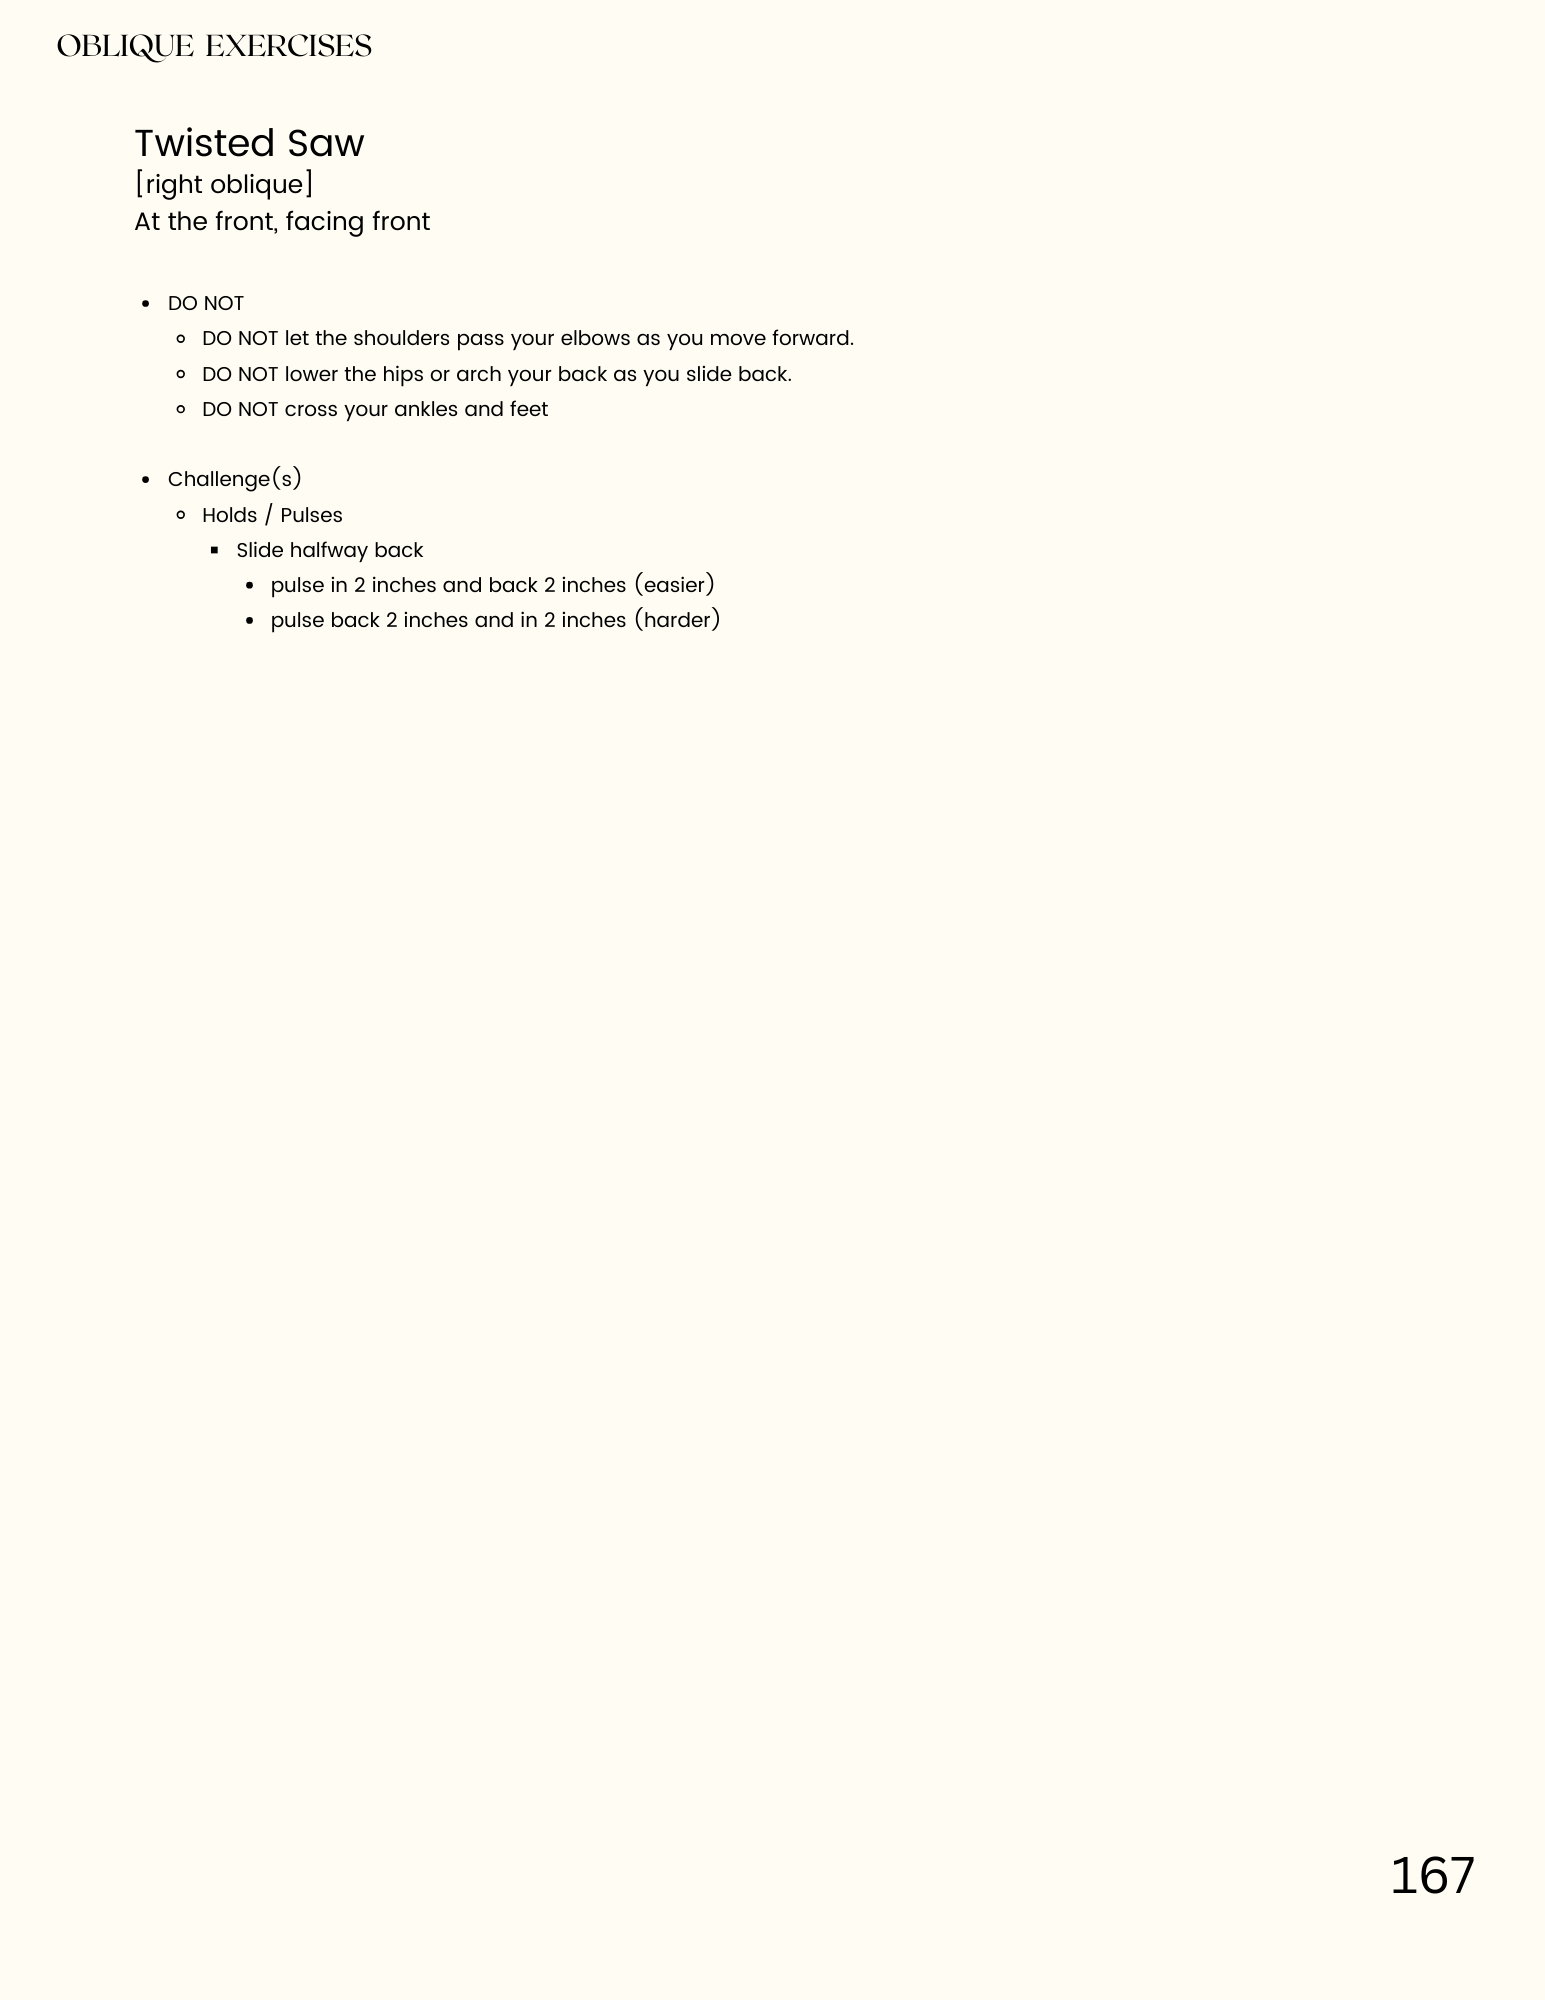 OBLIQUE EXERCISES
Twisted Saw
[right oblique]
At the front, facing front
• DO NOT
◦ DO NOT let the shoulders pass your elbows as you move forward.
◦ DO NOT lower the hips or arch your back as you slide back.
◦ DO NOT cross your ankles and feet
• Challenge(s)
◦ Holds / Pulses
▪ Slide halfway back
• pulse in 2 inches and back 2 inches (easier)
• pulse back 2 inches and in 2 inches (harder)
167